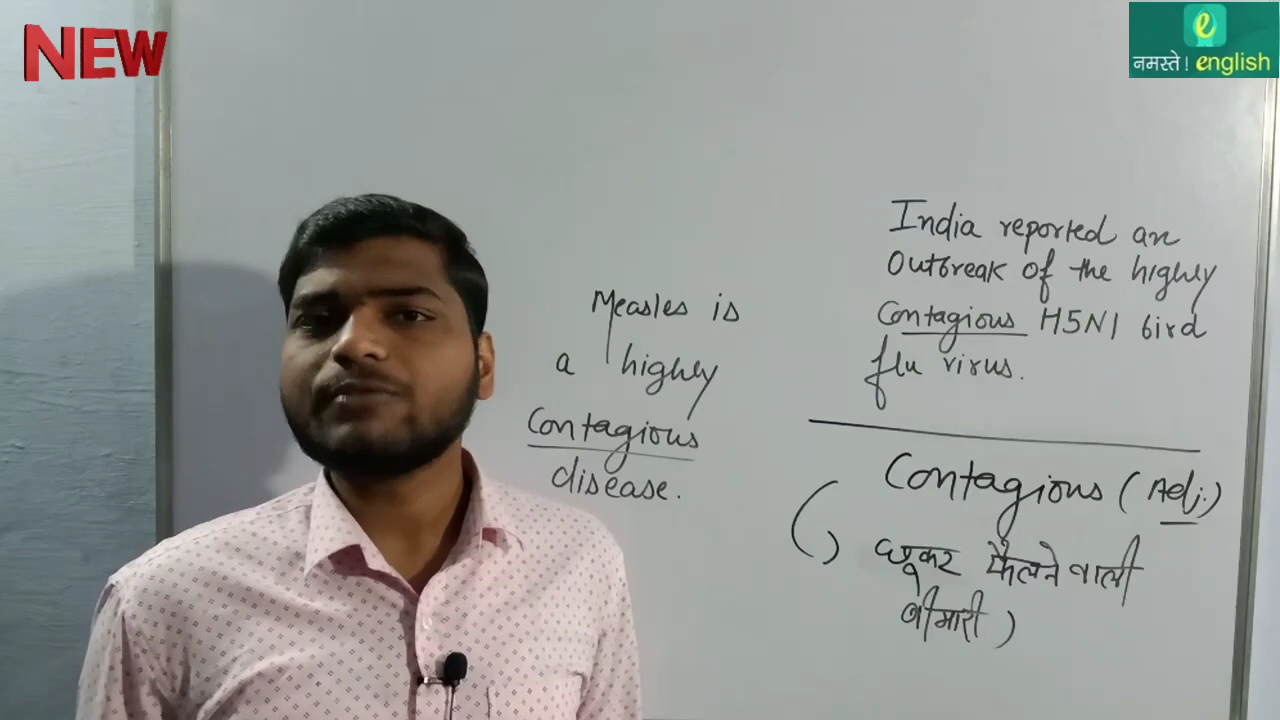 NEW
नमस्ते! english
Measles is
a highly
Contagious
disease.
India reported an
Outbreak of the highly
Contagious H5N1 bird
flu virus.
Contagious (Adj.)
( ) छूकर फैलने वाली
बीमारी )